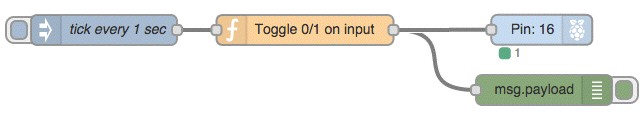 tick every 1 sec
Toggle 0/1 on input
Pin: 16
1
msg.payload